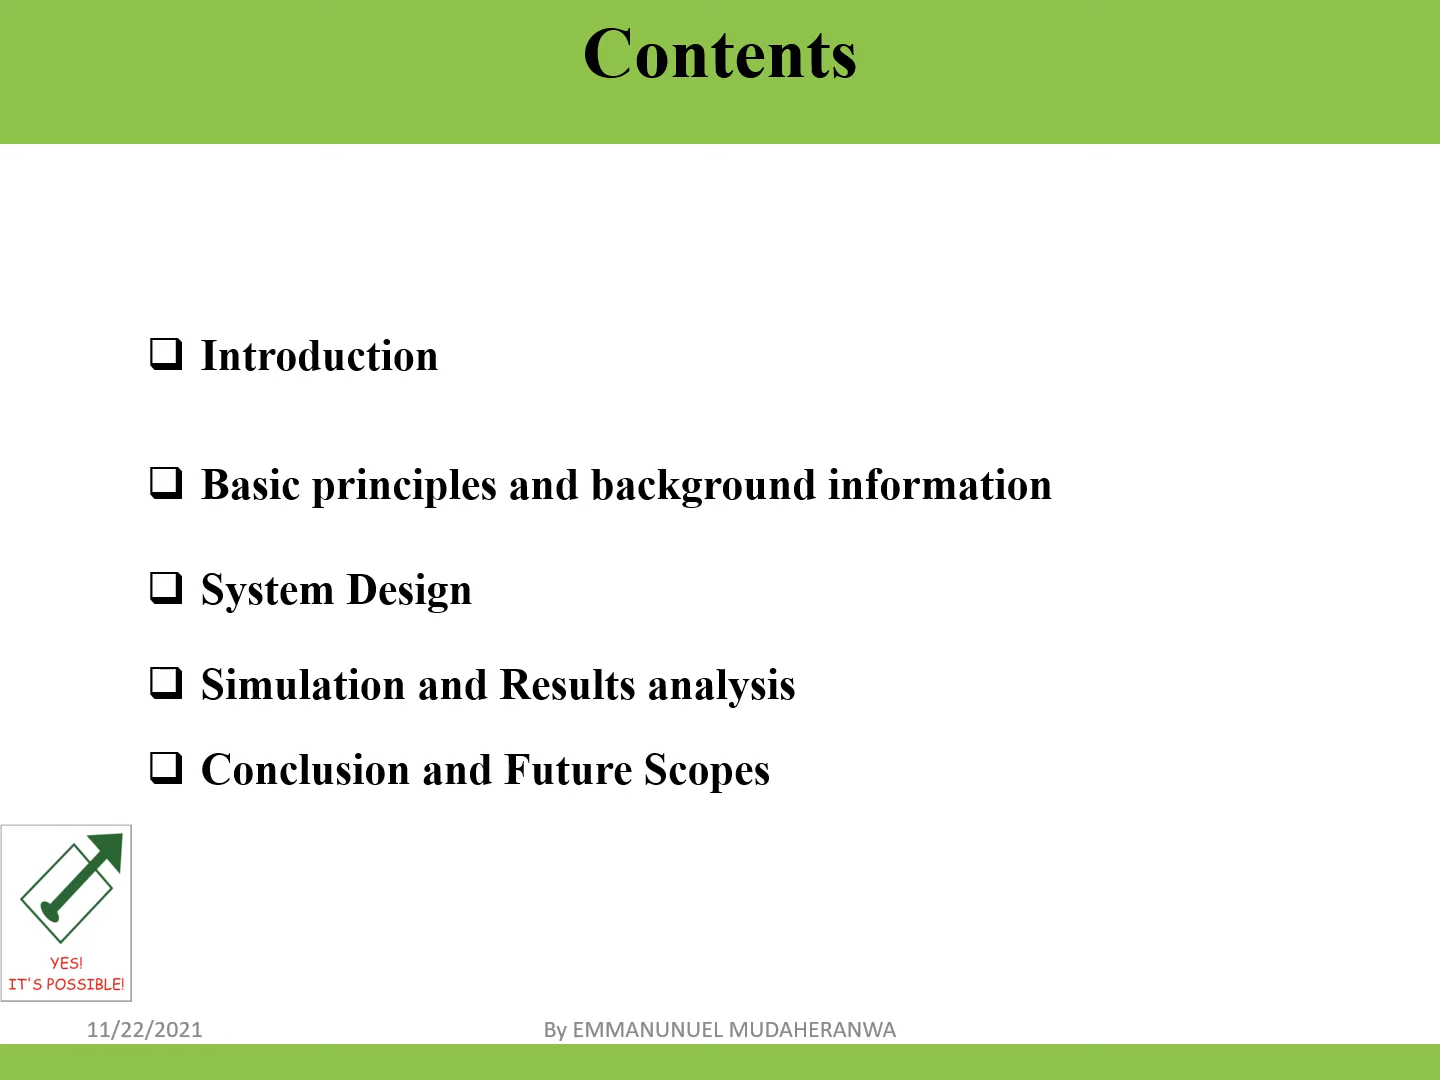 Contents
❑ Introduction
❑ Basic principles and background information
❑ System Design
❑ Simulation and Results analysis
❑ Conclusion and Future Scopes
YES!
IT'S POSSIBLE!
11/22/2021
By EMMANUNUEL MUDAHERANWA